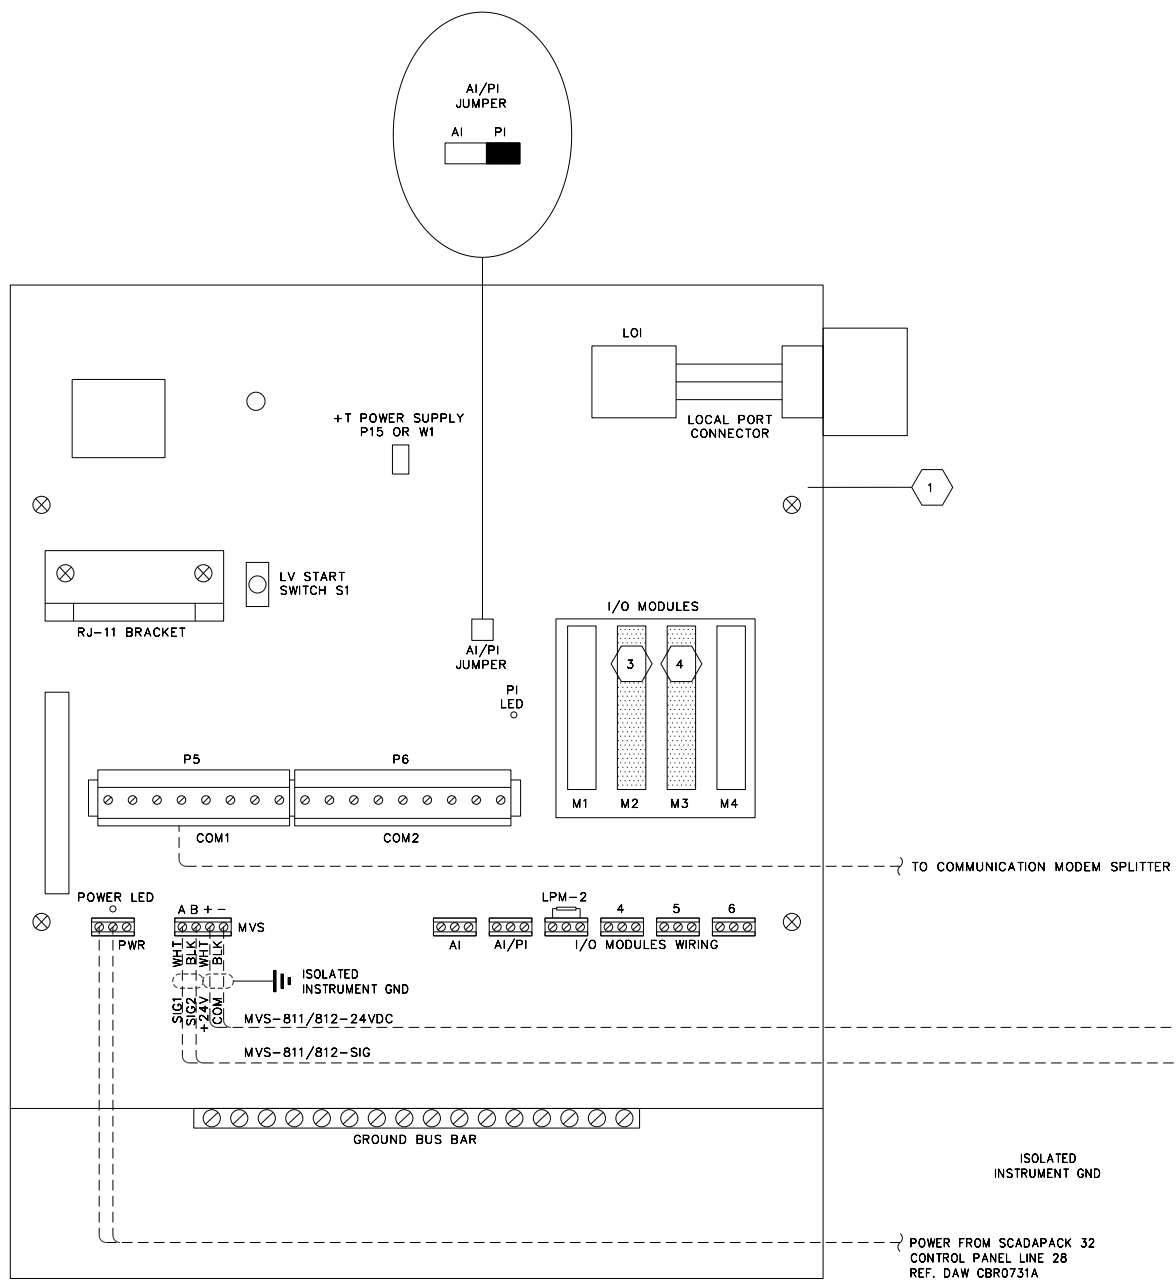 AI/PI
JUMPER
AI PI
LOI
+T POWER SUPPLY
P15 OR W1
LOCAL PORT
CONNECTOR
1
LV START
SWITCH S1
RJ-11 BRACKET
I/O MODULES
AI/PI
JUMPER
3 4
PI
LED
P5 P6
M1 M2 M3 M4
COM1 COM2
TO COMMUNICATION MODEM SPLITTER
POWER LED
LPM-2
A B + -
MVS
4 5 6
PWR
AI AI/PI I/O MODULES WIRING
WHT BLK WHT BLK
ISOLATED
INSTRUMENT GND
SIG1 SIG2 +24V COM
MVS-811/812-24VDC
MVS-811/812-SIG
GROUND BUS BAR
ISOLATED
INSTRUMENT GND
POWER FROM SCADAPACK 32
CONTROL PANEL LINE 28
REF. DAW CBR0731A